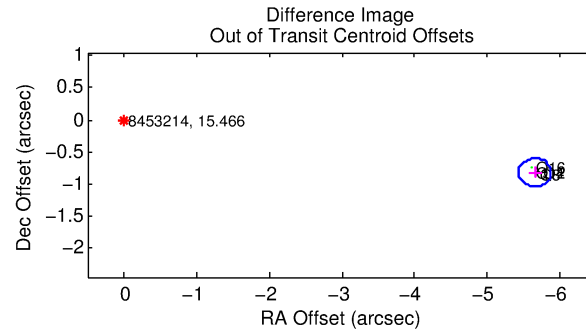 Difference Image
Out of Transit Centroid Offsets
1
0.5
0
−0.5
−1
−1.5
−2
Dec Offset (arcsec)
8453214, 15.466
0 −1 −2 −3 −4 −5 −6
RA Offset (arcsec)